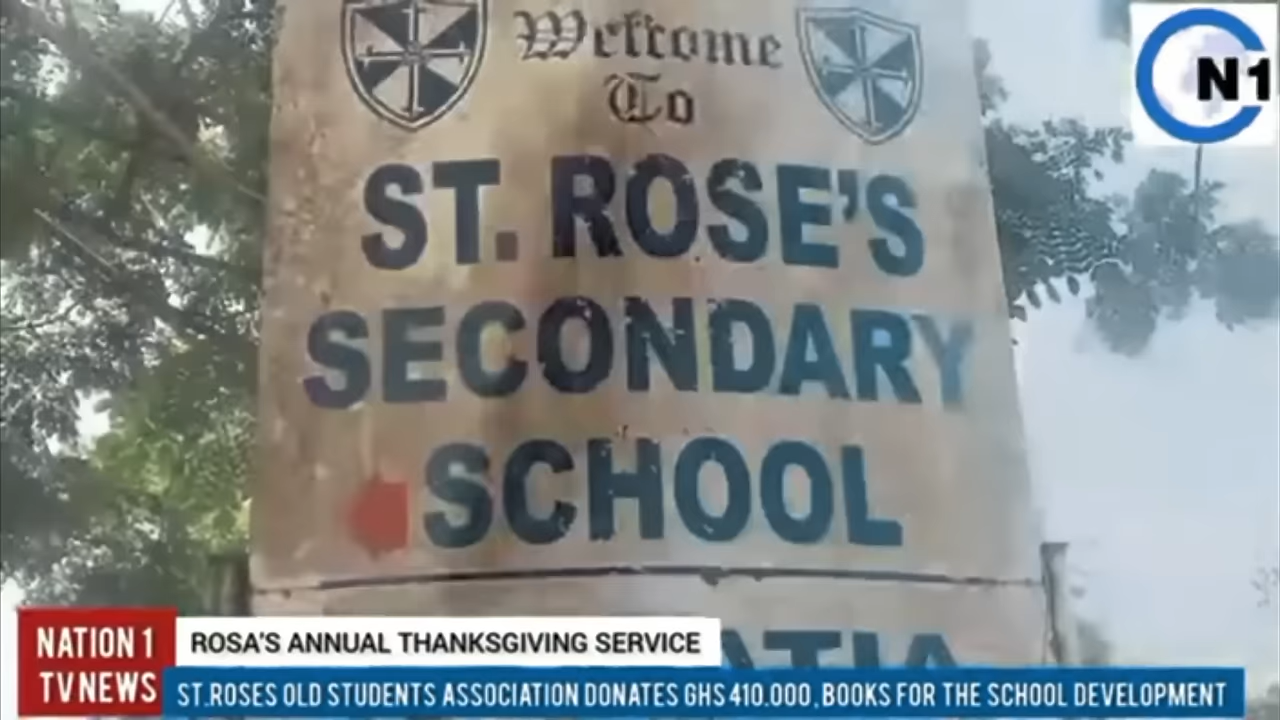 Welcome
To
ST. ROSE'S
SECONDARY
SCHOOL
N1
NATION 1
TV NEWS
ROSA'S ANNUAL THANKSGIVING SERVICE
ST.ROSES OLD STUDENTS ASSOCIATION DONATES GHS 410.000, BOOKS FOR THE SCHOOL DEVELOPMENT